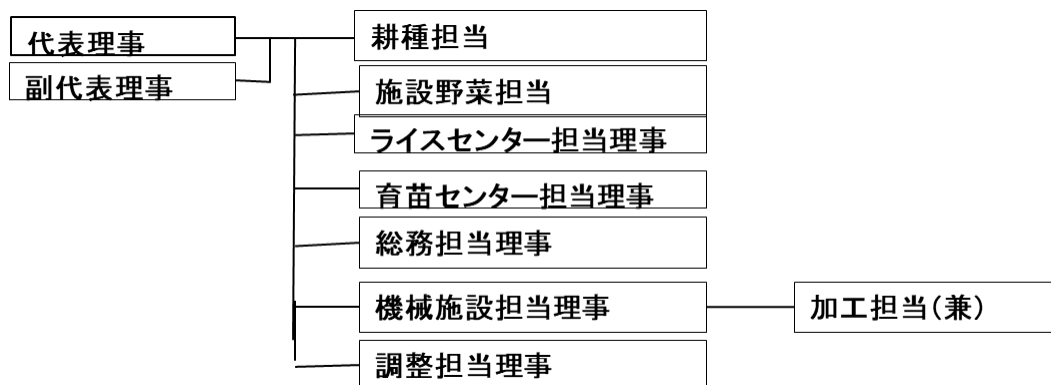 代表理事
副代表理事
耕種担当
施設野菜担当
ライスセンター担当理事
育苗センター担当理事
総務担当理事
機械施設担当理事
加工担当(兼)
調整担当理事